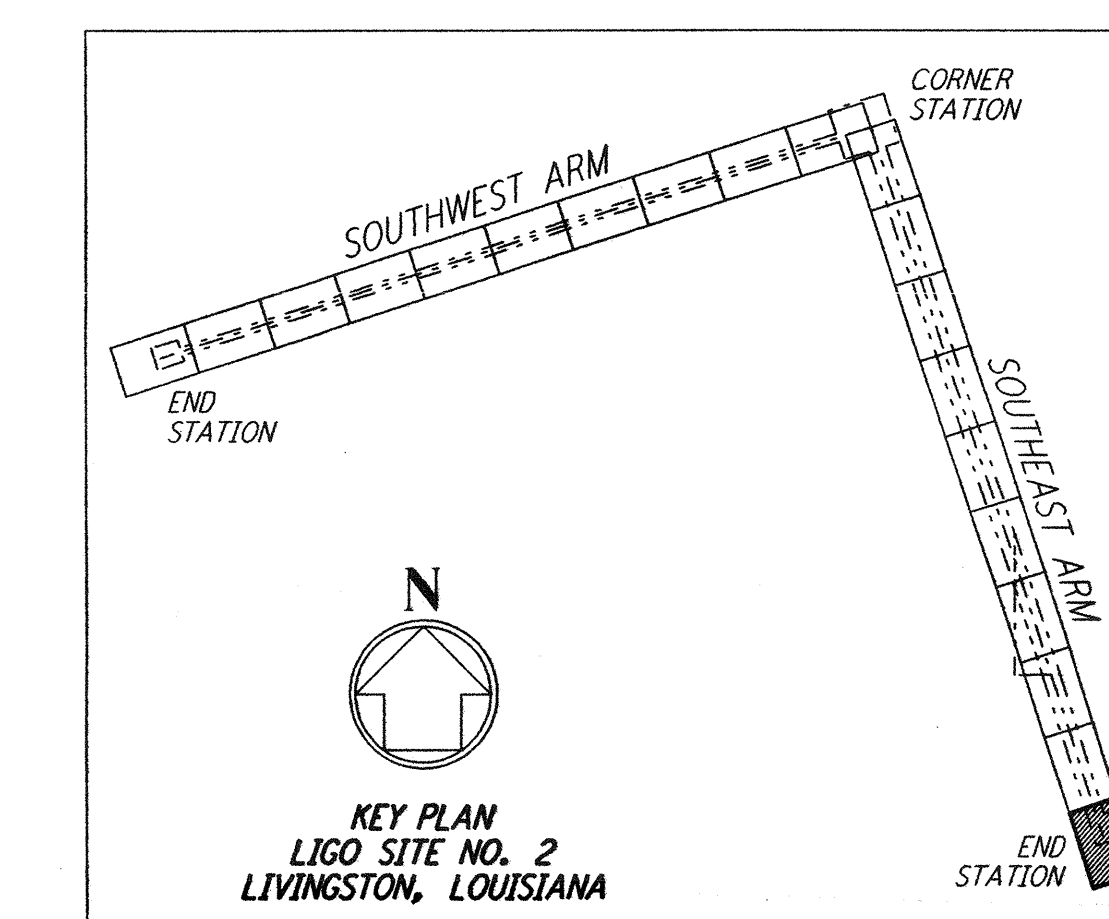 CORNER
STATION
SOUTHWEST ARM
END
STATION
SOUTHEAST ARM
N
KEY PLAN
LIGO SITE NO. 2
LIVINGSTON, LOUISIANA
END
STATION